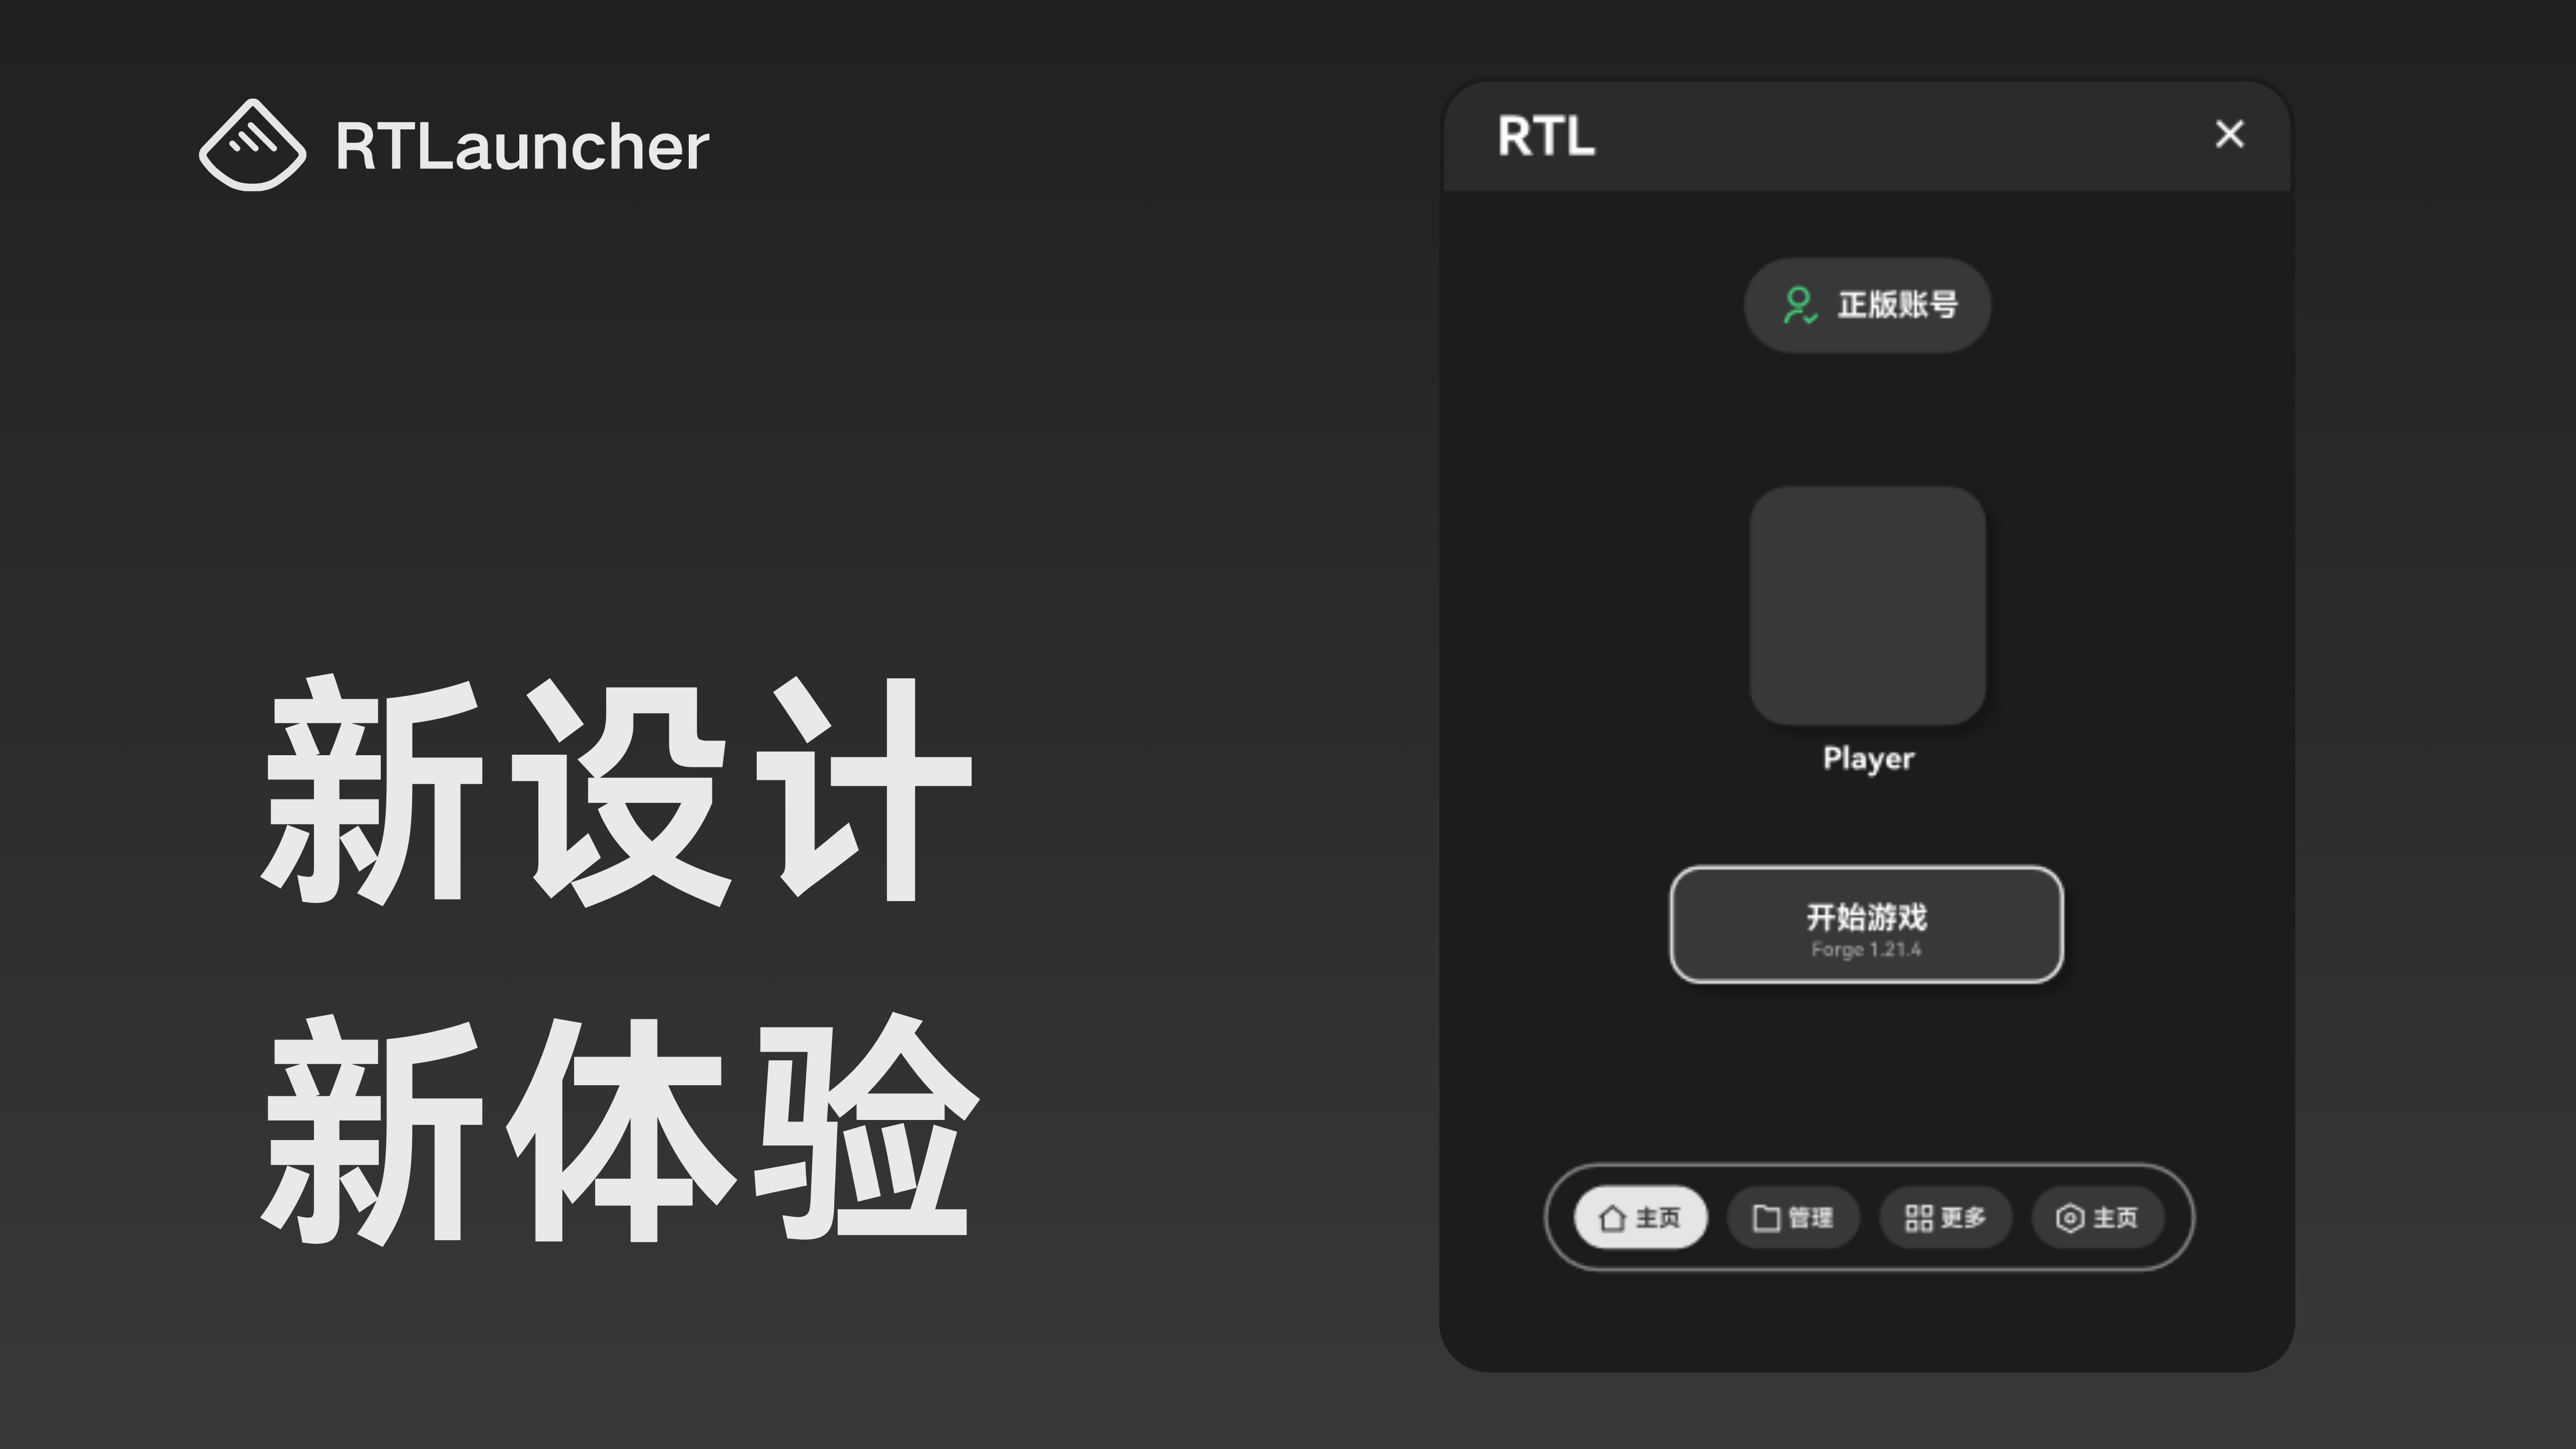 RTLauncher
新设计
新体验
RTL
正版账号
Player
开始游戏
Forge 1.21.4
主页 管理 更多 主页